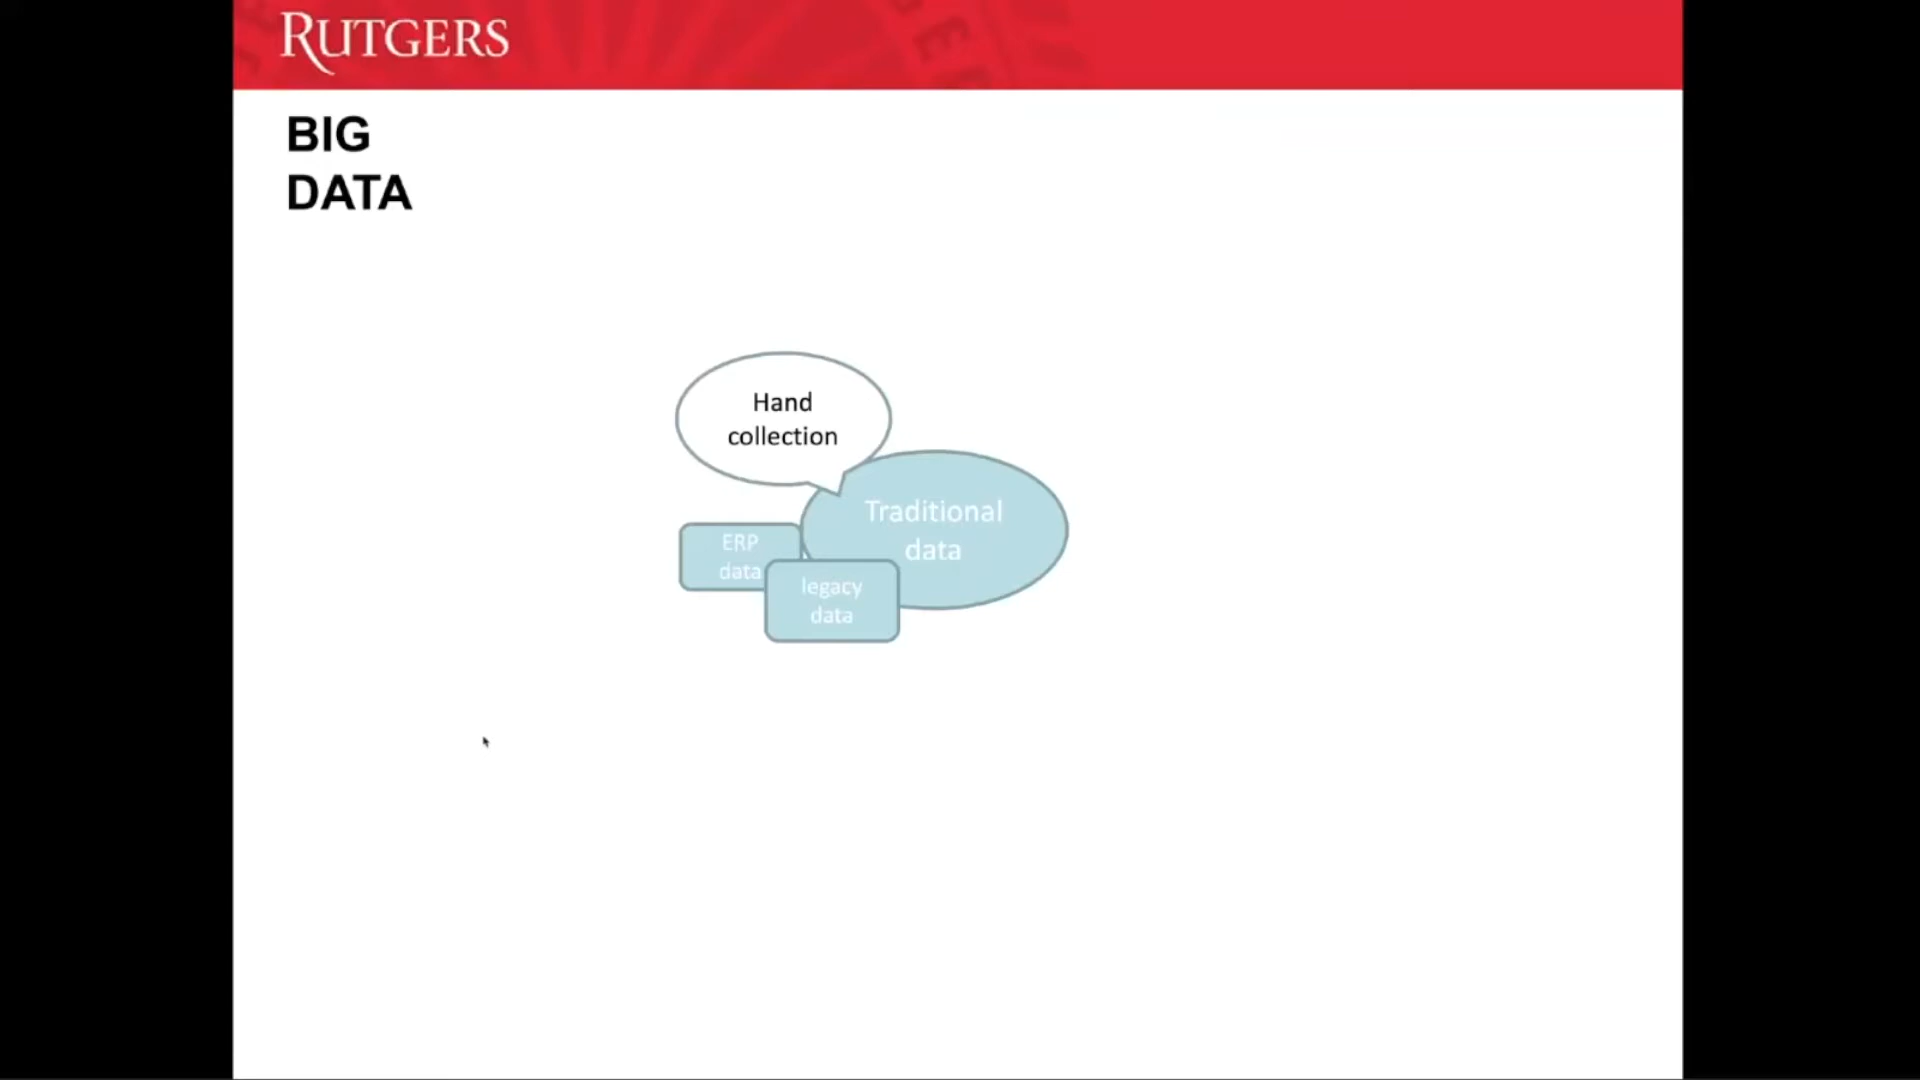 RUTGERS
BIG
DATA
Hand
collection
Traditional
data
ERP
data
legacy
data